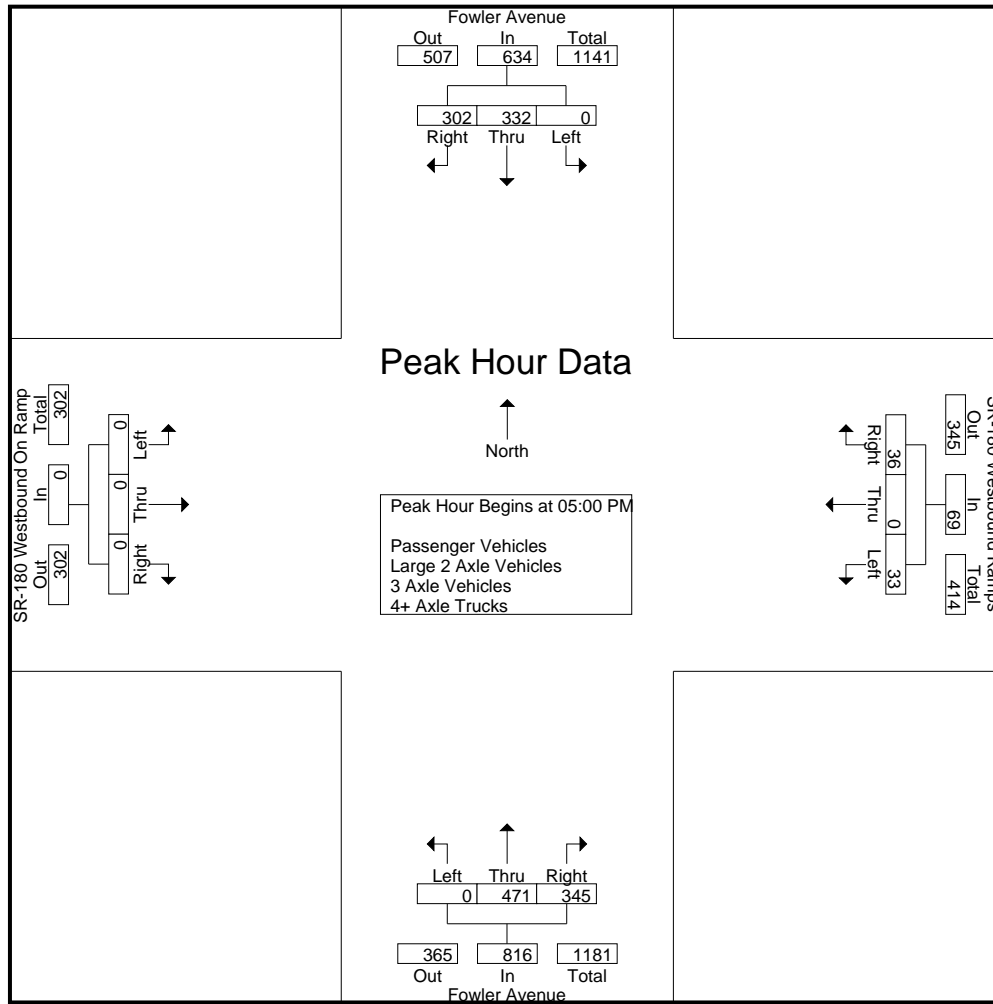 Fowler Avenue
Out In Total
507 634 1141
302 332 0
Right Thru Left
Peak Hour Data
North
Peak Hour Begins at 05:00 PM
Passenger Vehicles
Large 2 Axle Vehicles
3 Axle Vehicles
4+ Axle Trucks
SR-180 Westbound On Ramp
Out In Total
302 0 302
0 0 0
Left Thru Right
SR-180 Westbound Ramps
Out In Total
345 69 414
36 0 33
Right Thru Left
Left Thru Right
0 471 345
365 816 1181
Out In Total
Fowler Avenue